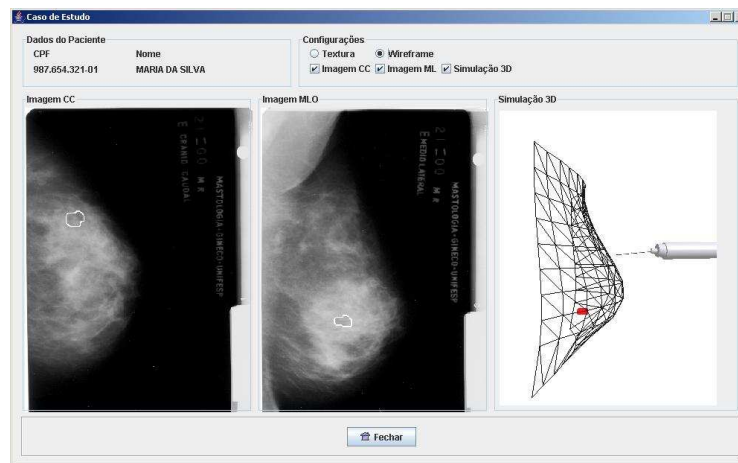 Caso de Estudo
Dados do Paciente
CPF Nome
987.654.321-01 MARIA DA SILVA
Configurações
Textura Wireframe
Imagem CC Imagem ML Simulação 3D
Imagem CC
E CRANIO CAUDAL
MASTOLOGIA-GINECO-UNIFESP
Imagem MLO
E MEDIO LATERAL
MASTOLOGIA-GINECO-UNIFESP
Simulação 3D
Fechar